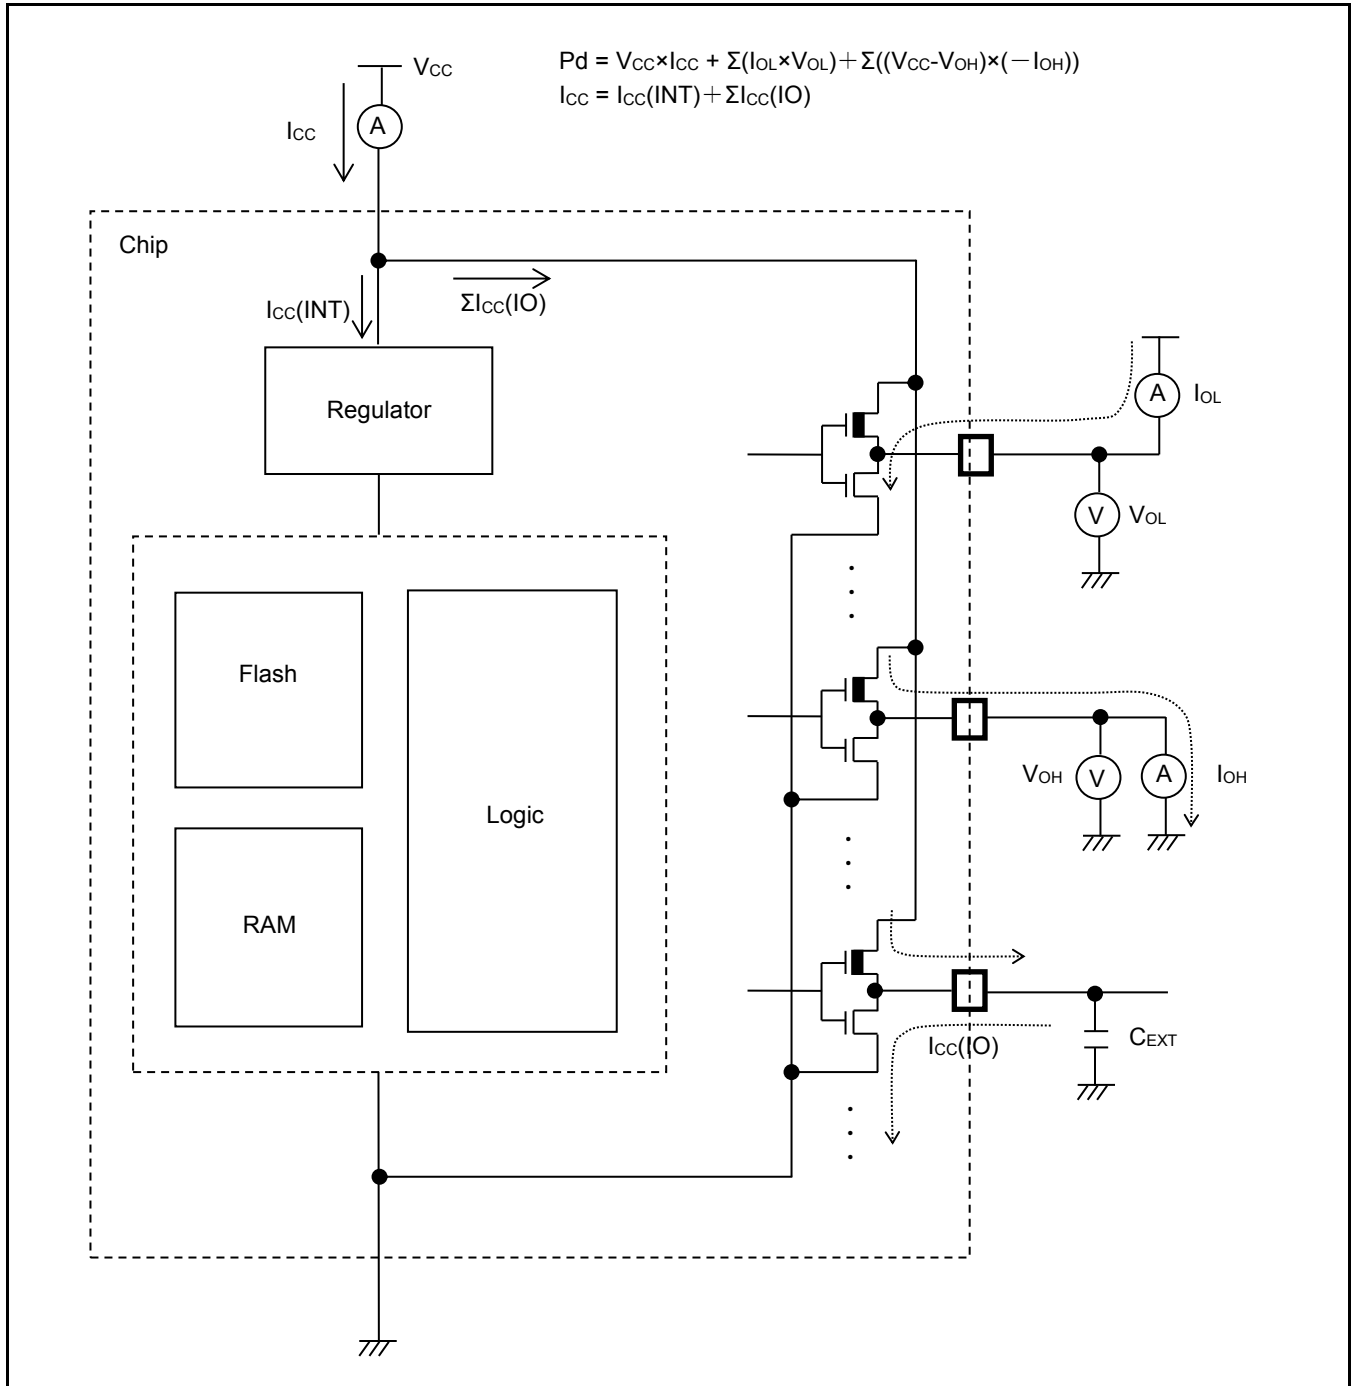 Pd = VCC×ICC + Σ(IOL×VOL)+Σ((VCC-VOH)×(-IOH))
ICC = ICC(INT)+ΣICC(IO)
VCC
A
ICC
Chip
ICC(INT)
ΣICC(IO)
Regulator
A
IOL
V
VOL
Flash
Logic
RAM
VOH
V
A
IOH
ICC(IO)
CEXT